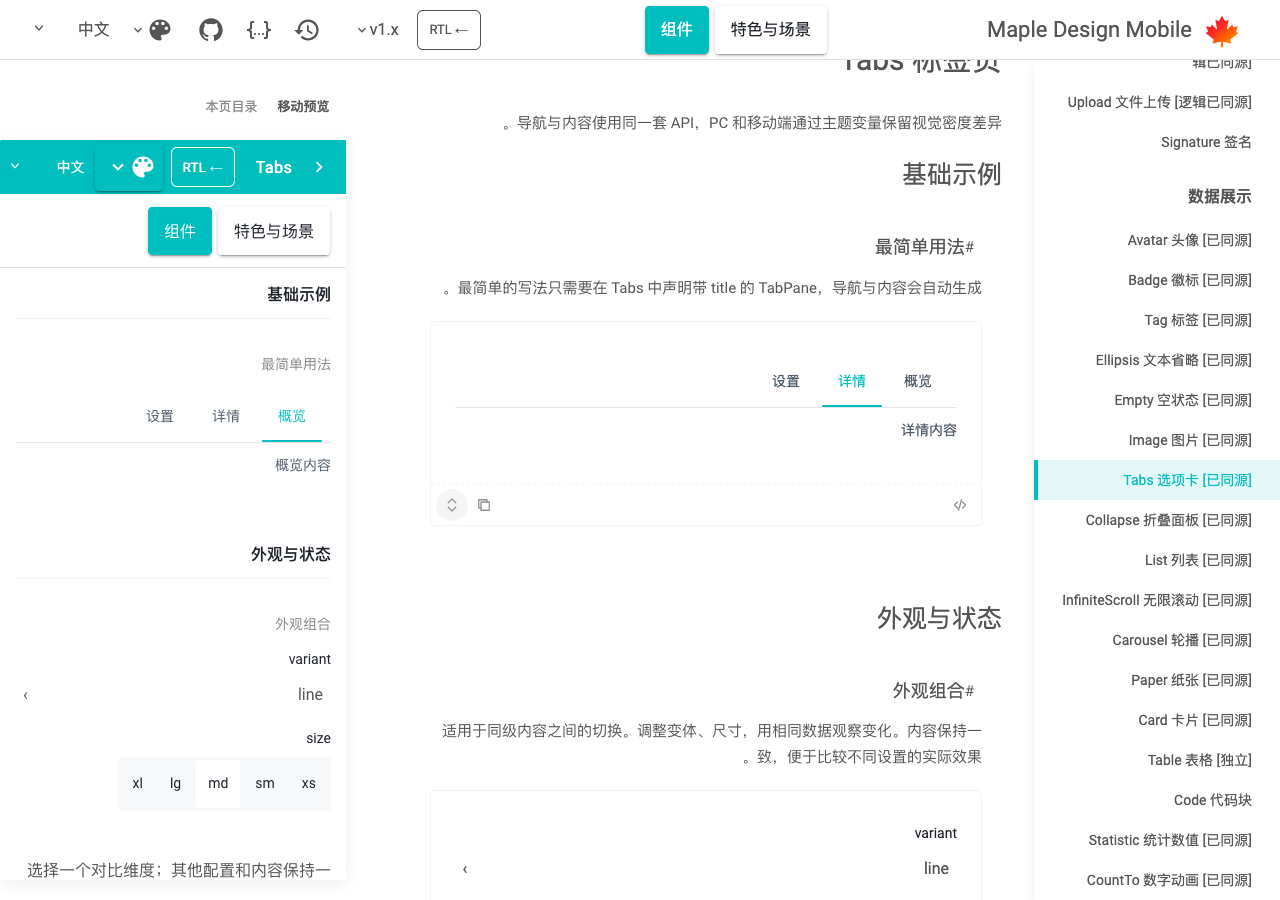 Maple Design Mobile
组件
特色与场景
RTL ←
v1.x
{...}
中文
辑已同源]
Upload 文件上传 [逻辑已同源]
Signature 签名
数据展示
Avatar 头像 [已同源]
Badge 徽标 [已同源]
Tag 标签 [已同源]
Ellipsis 文本省略 [已同源]
Empty 空状态 [已同源]
Image 图片 [已同源]
Tabs 选项卡 [已同源]
Collapse 折叠面板 [已同源]
List 列表 [已同源]
InfiniteScroll 无限滚动 [已同源]
Carousel 轮播 [已同源]
Paper 纸张 [已同源]
Card 卡片 [已同源]
Table 表格 [独立]
Code 代码块
Statistic 统计数值 [已同源]
CountTo 数字动画 [已同源]
Tabs 标签页
导航与内容使用同一套 API，PC 和移动端通过主题变量保留视觉密度差异。
基础示例
#最简单用法
最简单的写法只需要在 Tabs 中声明带 title 的 TabPane，导航与内容会自动生成。
概览
详情
设置
详情内容
外观与状态
#外观组合
适用于同级内容之间的切换。调整变体、尺寸，用相同数据观察变化。内容保持一
致，便于比较不同设置的实际效果。
variant
line
移动预览
本页目录
Tabs
RTL ←
中文
组件
特色与场景
基础示例
最简单用法
概览
详情
设置
概览内容
外观与状态
外观组合
variant
line
size
xs
sm
md
lg
xl
选择一个对比维度；其他配置和内容保持一